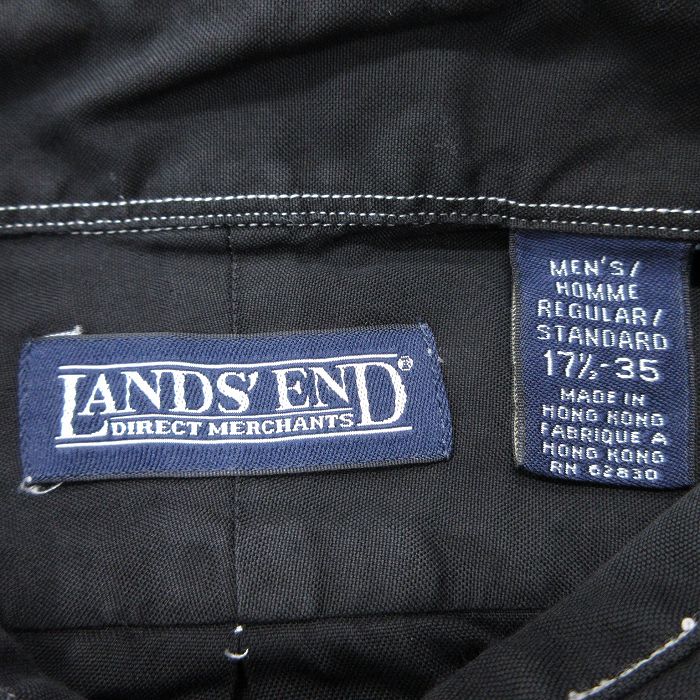 LANDS' END®
DIRECT MERCHANTS
MEN'S/
HOMME
REGULAR/
STANDARD
17½-35
MADE IN
HONG KONG
FABRIQUE A
HONG KONG
RN 62830